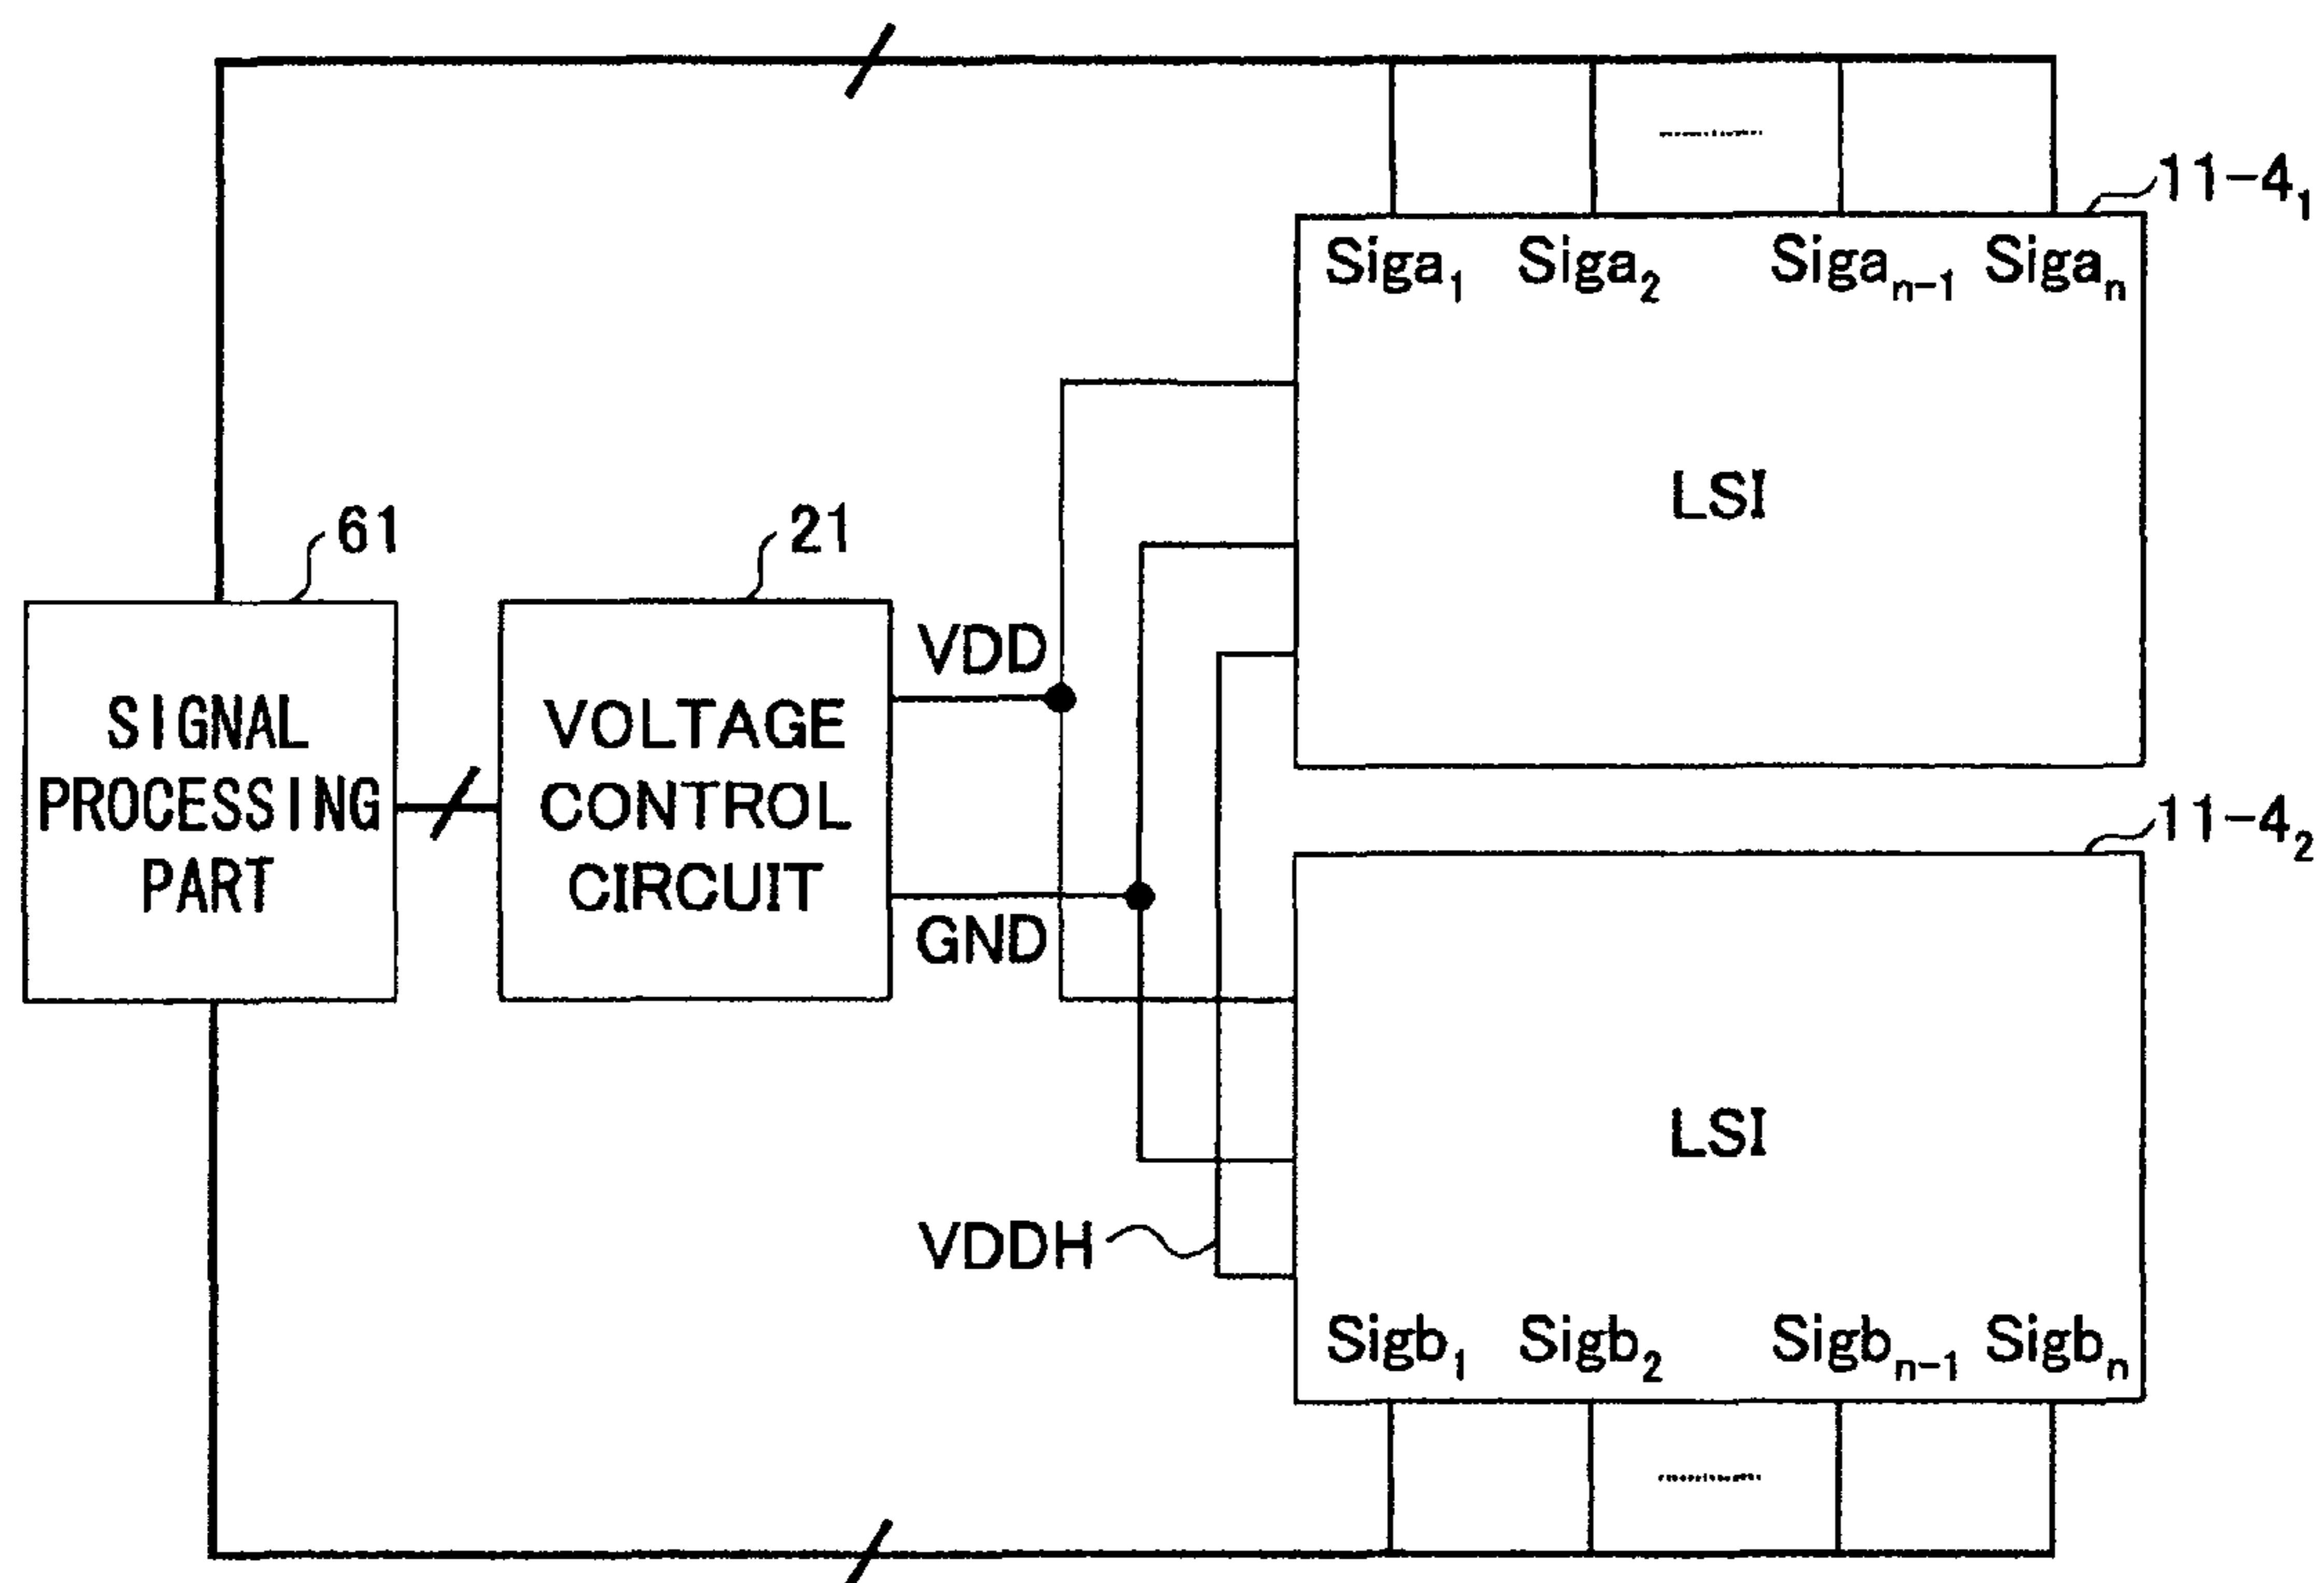 11-4₁
Siga₁ Siga₂ Sigaₙ₋₁ Sigaₙ
LSI
61
21
SIGNAL
PROCESSING
PART
VOLTAGE
CONTROL
CIRCUIT
VDD
GND
11-4₂
LSI
VDDH
Sigb₁ Sigb₂ Sigbₙ₋₁ Sigbₙ